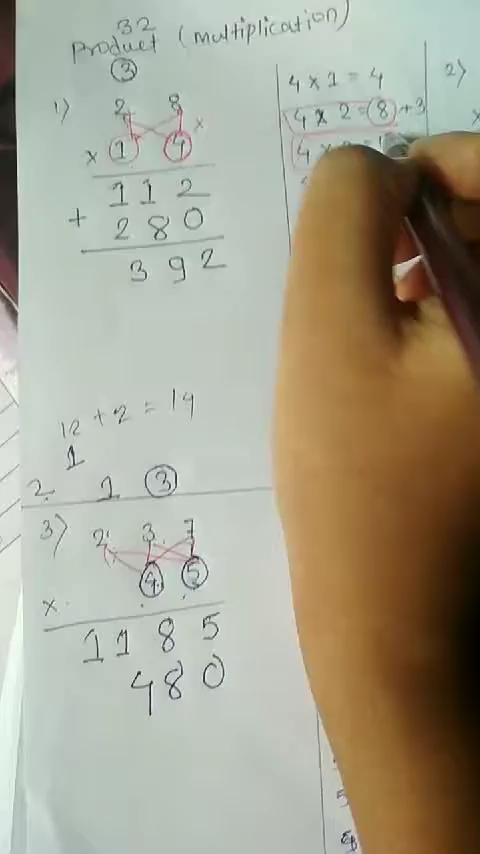 32
Product (multiplication)
3
1)
2 8
x
x 1 4
1 1 2
+ 2 8 0
3 9 2
12 + 2 = 14
1
2 1 3
3)
2 3 7
x 4 5
1 1 8 5
4 8 0
4 x 1 = 4
4 x 2 = 8 + 3
4 x
2)
x
5